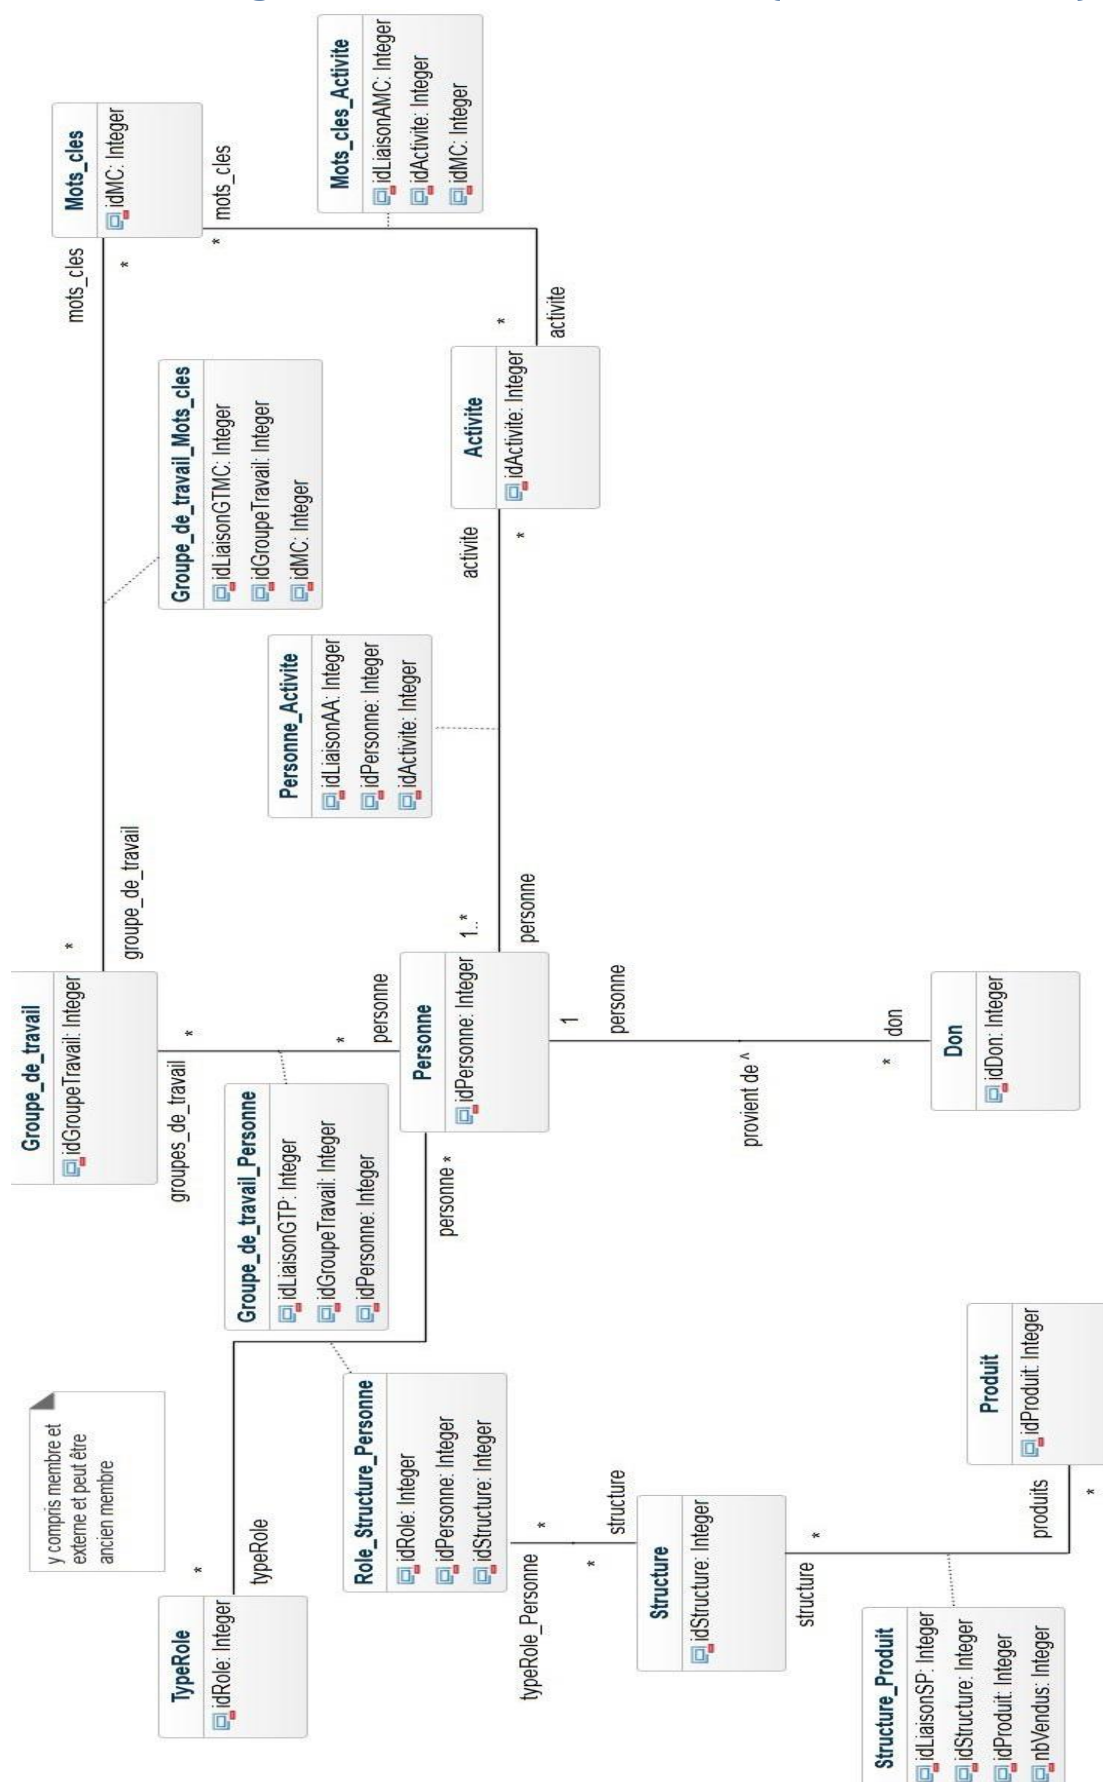 Mots_cles
idMC: Integer
mots_cles
*
mots_cles
*
Mots_cles_Activite
idLiaisonAMC: Integer
idActivite: Integer
idMC: Integer
Groupe_de_travail_Mots_cles
idLiaisonGTMC: Integer
idGroupeTravail: Integer
idMC: Integer
*
activite
Activite
idActivite: Integer
activite
*
Personne_Activite
idLiaisonAA: Integer
idPersonne: Integer
idActivite: Integer
*
groupe_de_travail
Groupe_de_travail
idGroupeTravail: Integer
*
groupes_de_travail
*
personne
1..*
personne
Personne
idPersonne: Integer
1
personne
provient de ^
don
*
Don
idDon: Integer
Groupe_de_travail_Personne
idLiaisonGTP: Integer
idGroupeTravail: Integer
idPersonne: Integer
personne *
y compris membre et
externe et peut être
ancien membre
*
typeRole
TypeRole
idRole: Integer
Role_Structure_Personne
idRole: Integer
idPersonne: Integer
idStructure: Integer
*
typeRole_Personne
*
structure
Structure
idStructure: Integer
*
structure
Produit
idProduit: Integer
produits
*
Structure_Produit
idLiaisonSP: Integer
idStructure: Integer
idProduit: Integer
nbVendus: Integer